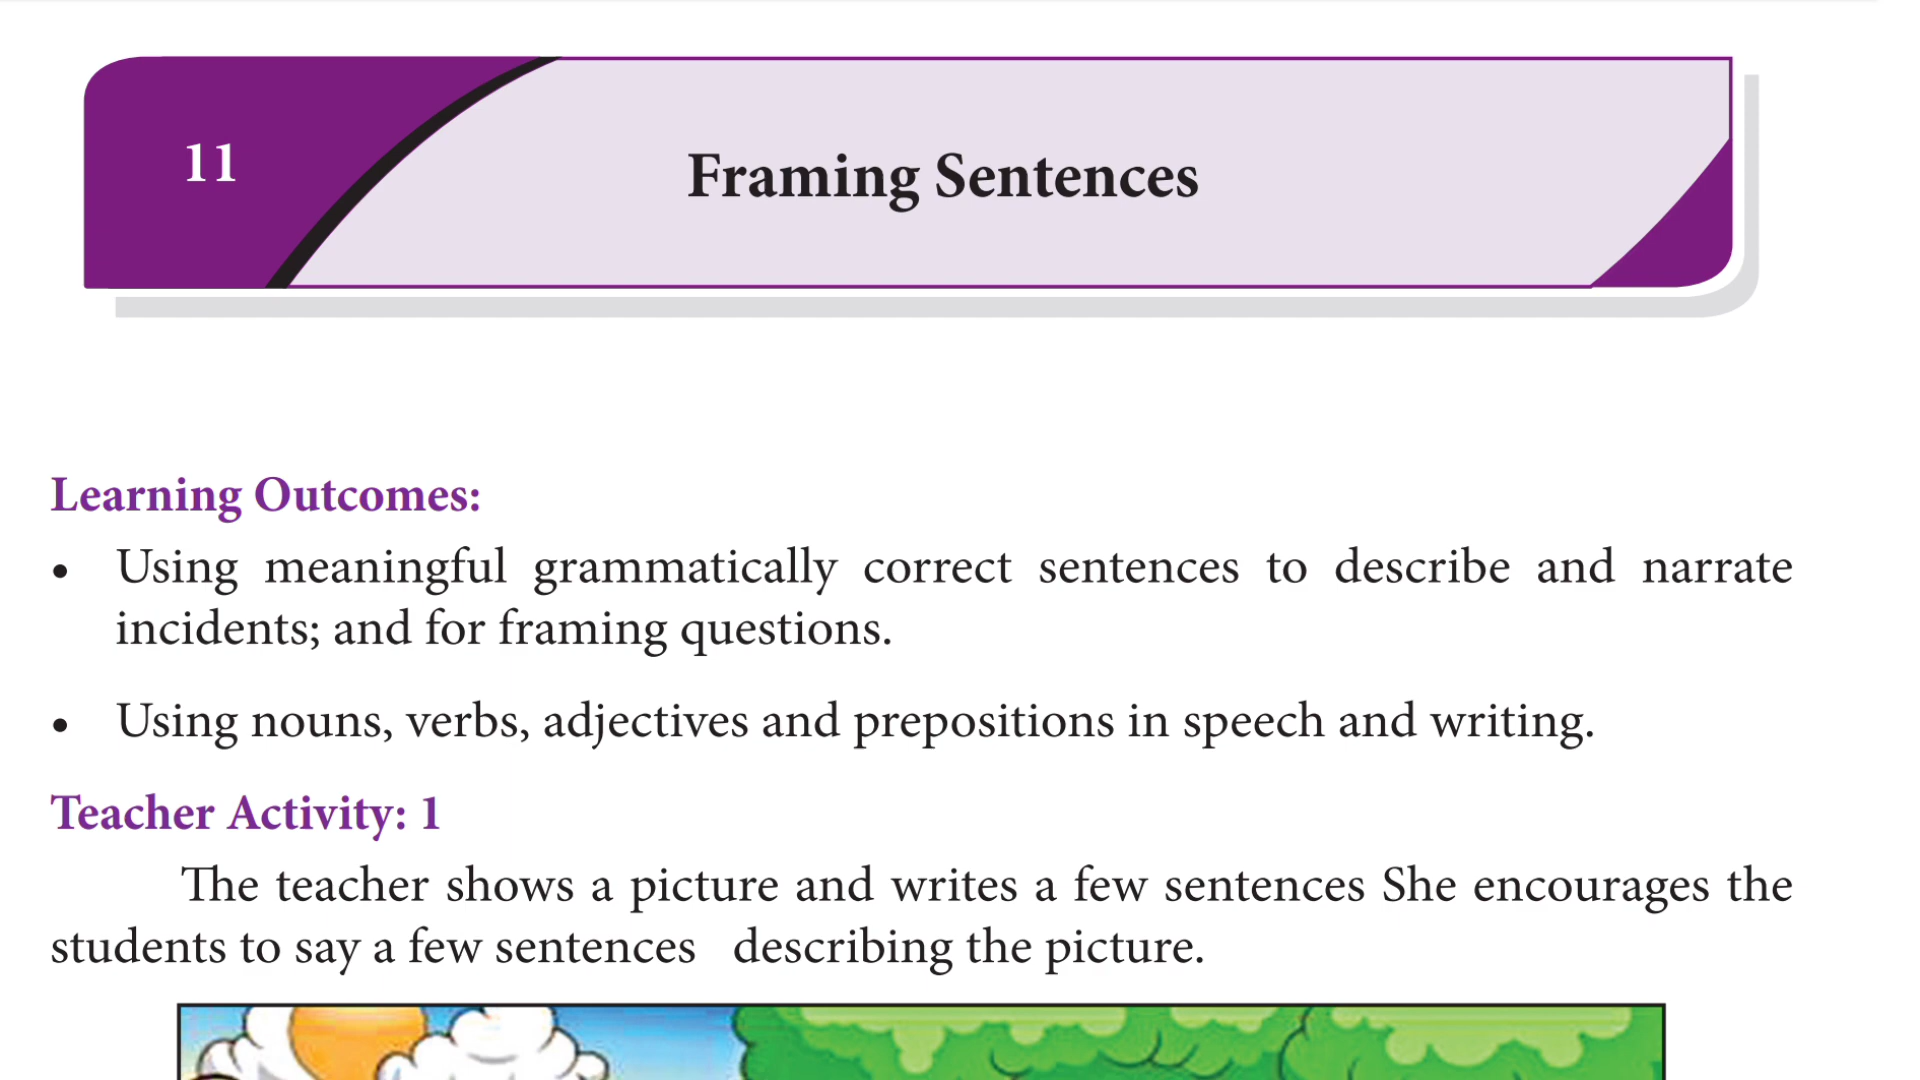 11
Framing Sentences
Learning Outcomes:
• Using meaningful grammatically correct sentences to describe and narrate
incidents; and for framing questions.
• Using nouns, verbs, adjectives and prepositions in speech and writing.
Teacher Activity: 1
The teacher shows a picture and writes a few sentences She encourages the
students to say a few sentences describing the picture.